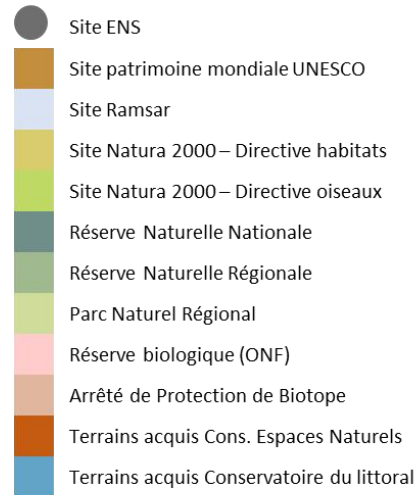 Site ENS
Site patrimoine mondiale UNESCO
Site Ramsar
Site Natura 2000 – Directive habitats
Site Natura 2000 – Directive oiseaux
Réserve Naturelle Nationale
Réserve Naturelle Régionale
Parc Naturel Régional
Réserve biologique (ONF)
Arrêté de Protection de Biotope
Terrains acquis Cons. Espaces Naturels
Terrains acquis Conservatoire du littoral